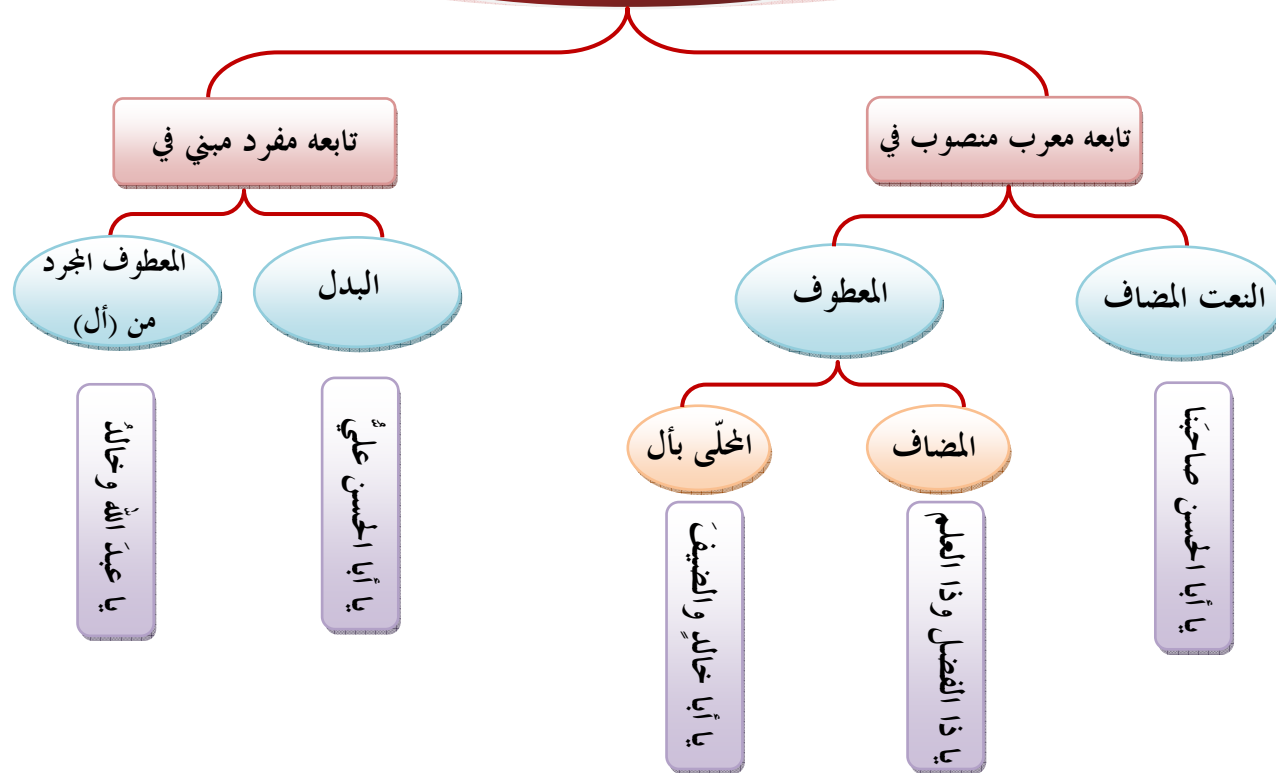 تابعه معرب منصوب في
تابعه مفرد مبني في
النعت المضاف
المعطوف
البدل
المعطوف المجرد
من (أل)
المضاف
المحلّى بأل
يا أبا الحسن صاحبَنا
يا ذا الفضل وذا العلم
يا أبا خالدٍ والضيفَ
يا أبا الحسن عليُّ
يا عبدَ الله وخالدُ